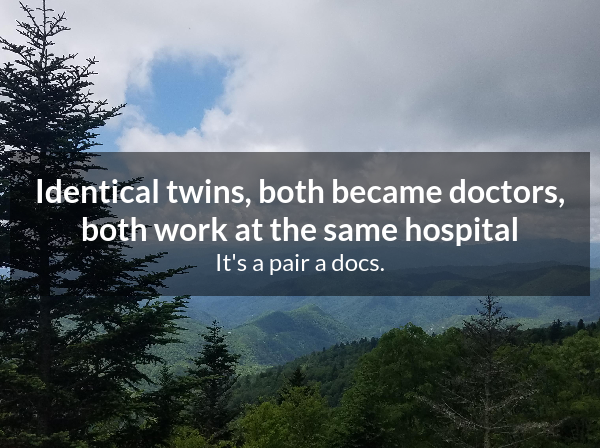 Identical twins, both became doctors,
both work at the same hospital
It's a pair a docs.